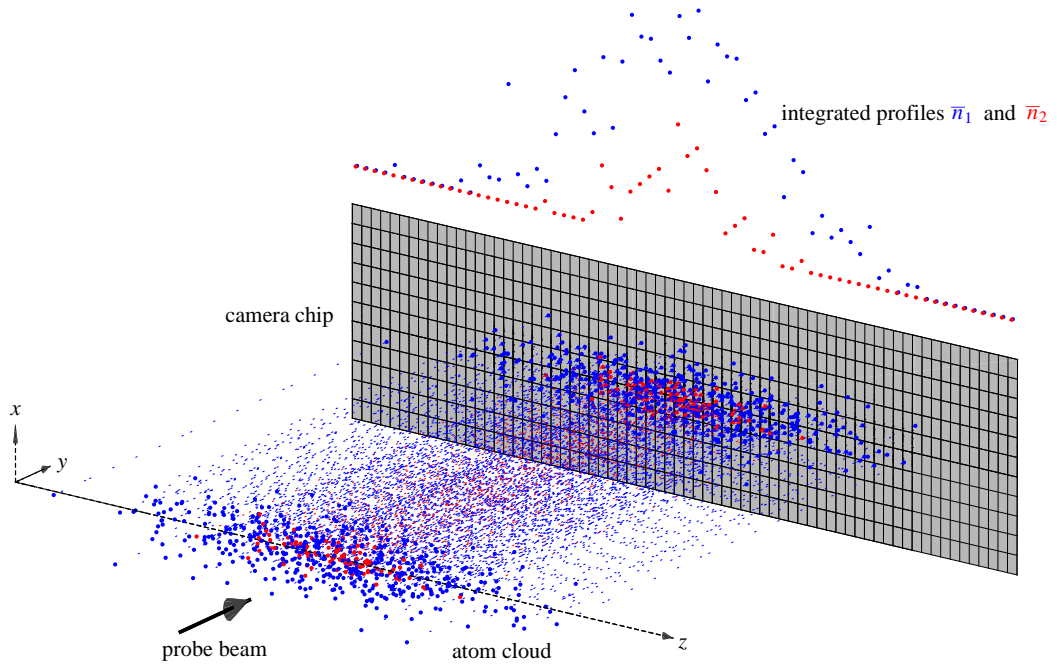 integrated profiles n̅₁ and n̅₂
camera chip
x
y
z
probe beam
atom cloud